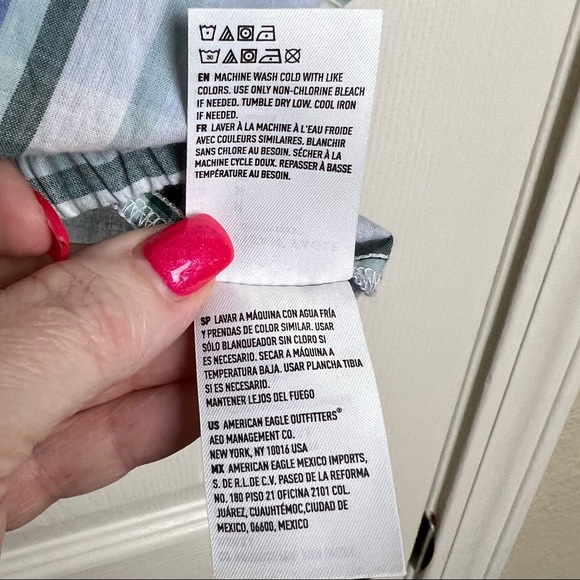 EN MACHINE WASH COLD WITH LIKE
COLORS. USE ONLY NON-CHLORINE BLEACH
IF NEEDED. TUMBLE DRY LOW. COOL IRON
IF NEEDED.
FR LAVER À LA MACHINE À L'EAU FROIDE
AVEC COULEURS SIMILAIRES. BLANCHIR
SANS CHLORE AU BESOIN. SÉCHER À LA
MACHINE CYCLE DOUX. REPASSER À BASSE
TEMPÉRATURE AU BESOIN.
SP LAVAR A MÁQUINA CON AGUA FRÍA
Y PRENDAS DE COLOR SIMILAR. USAR
SÓLO BLANQUEADOR SIN CLORO SI
ES NECESARIO. SECAR A MÁQUINA A
TEMPERATURA BAJA. USAR PLANCHA TIBIA
SI ES NECESARIO.
MANTENER LEJOS DEL FUEGO
US AMERICAN EAGLE OUTFITTERS®
AEO MANAGEMENT CO.
NEW YORK, NY 10016 USA
MX AMERICAN EAGLE MEXICO IMPORTS,
S. DE R.L.DE C.V. PASEO DE LA REFORMA
NO. 180 PISO 21 OFICINA 2101 COL.
JUÁREZ, CUAUHTÉMOC,CIUDAD DE
MEXICO, 06600, MEXICO